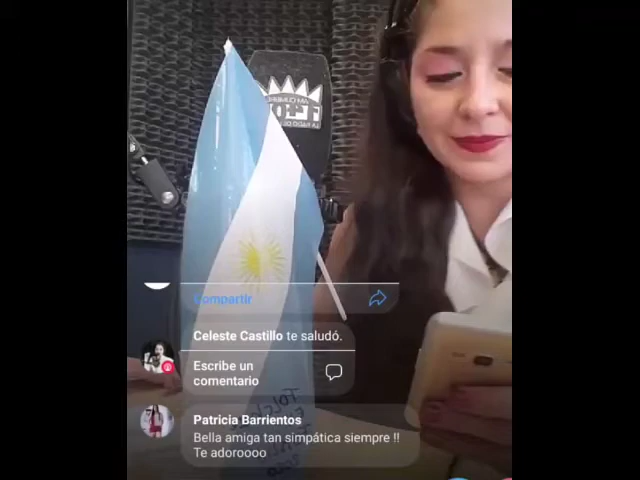 Compartir
Celeste Castillo te saludó.
Escribe un
comentario
Patricia Barrientos
Bella amiga tan simpática siempre !!
Te adoroooo